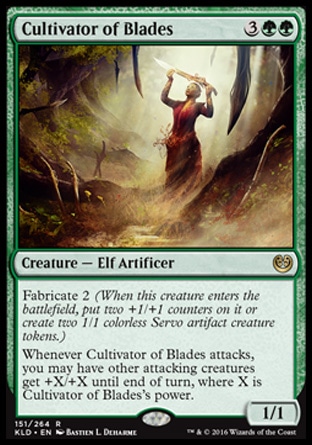 Cultivator of Blades 3
Creature — Elf Artificer
Fabricate 2 (When this creature enters the
battlefield, put two +1/+1 counters on it or
create two 1/1 colorless Servo artifact creature
tokens.)
Whenever Cultivator of Blades attacks,
you may have other attacking creatures
get +X/+X until end of turn, where X is
Cultivator of Blades's power.
1/1
151/264 R
KLD • EN Bastien L. Deharme
™ & © 2016 Wizards of the Coast